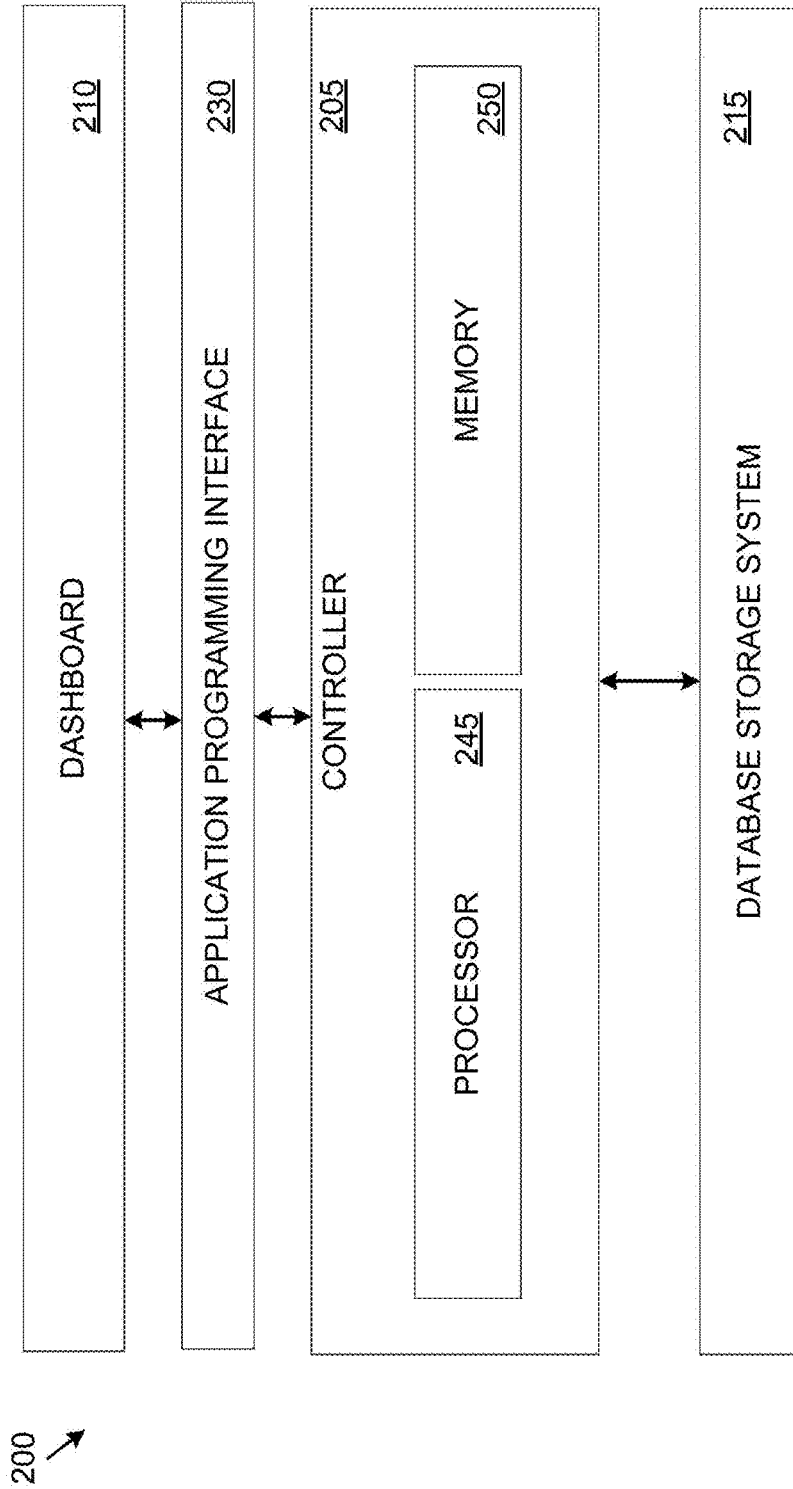 200
DASHBOARD
210
APPLICATION PROGRAMMING INTERFACE
230
CONTROLLER
205
PROCESSOR
245
MEMORY
250
DATABASE STORAGE SYSTEM
215